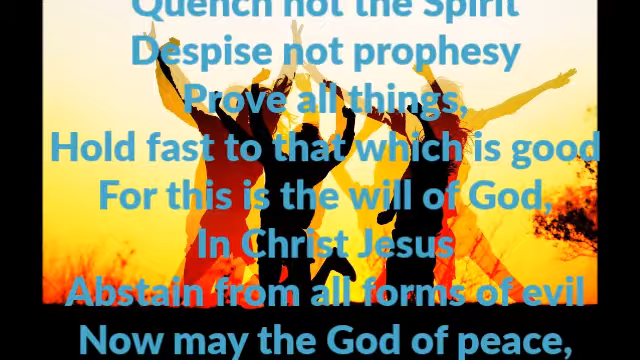 Quench not the Spirit
Despise not prophesy
Prove all things,
Hold fast to that which is good
For this is the will of God,
In Christ Jesus
Abstain from all forms of evil
Now may the God of peace,